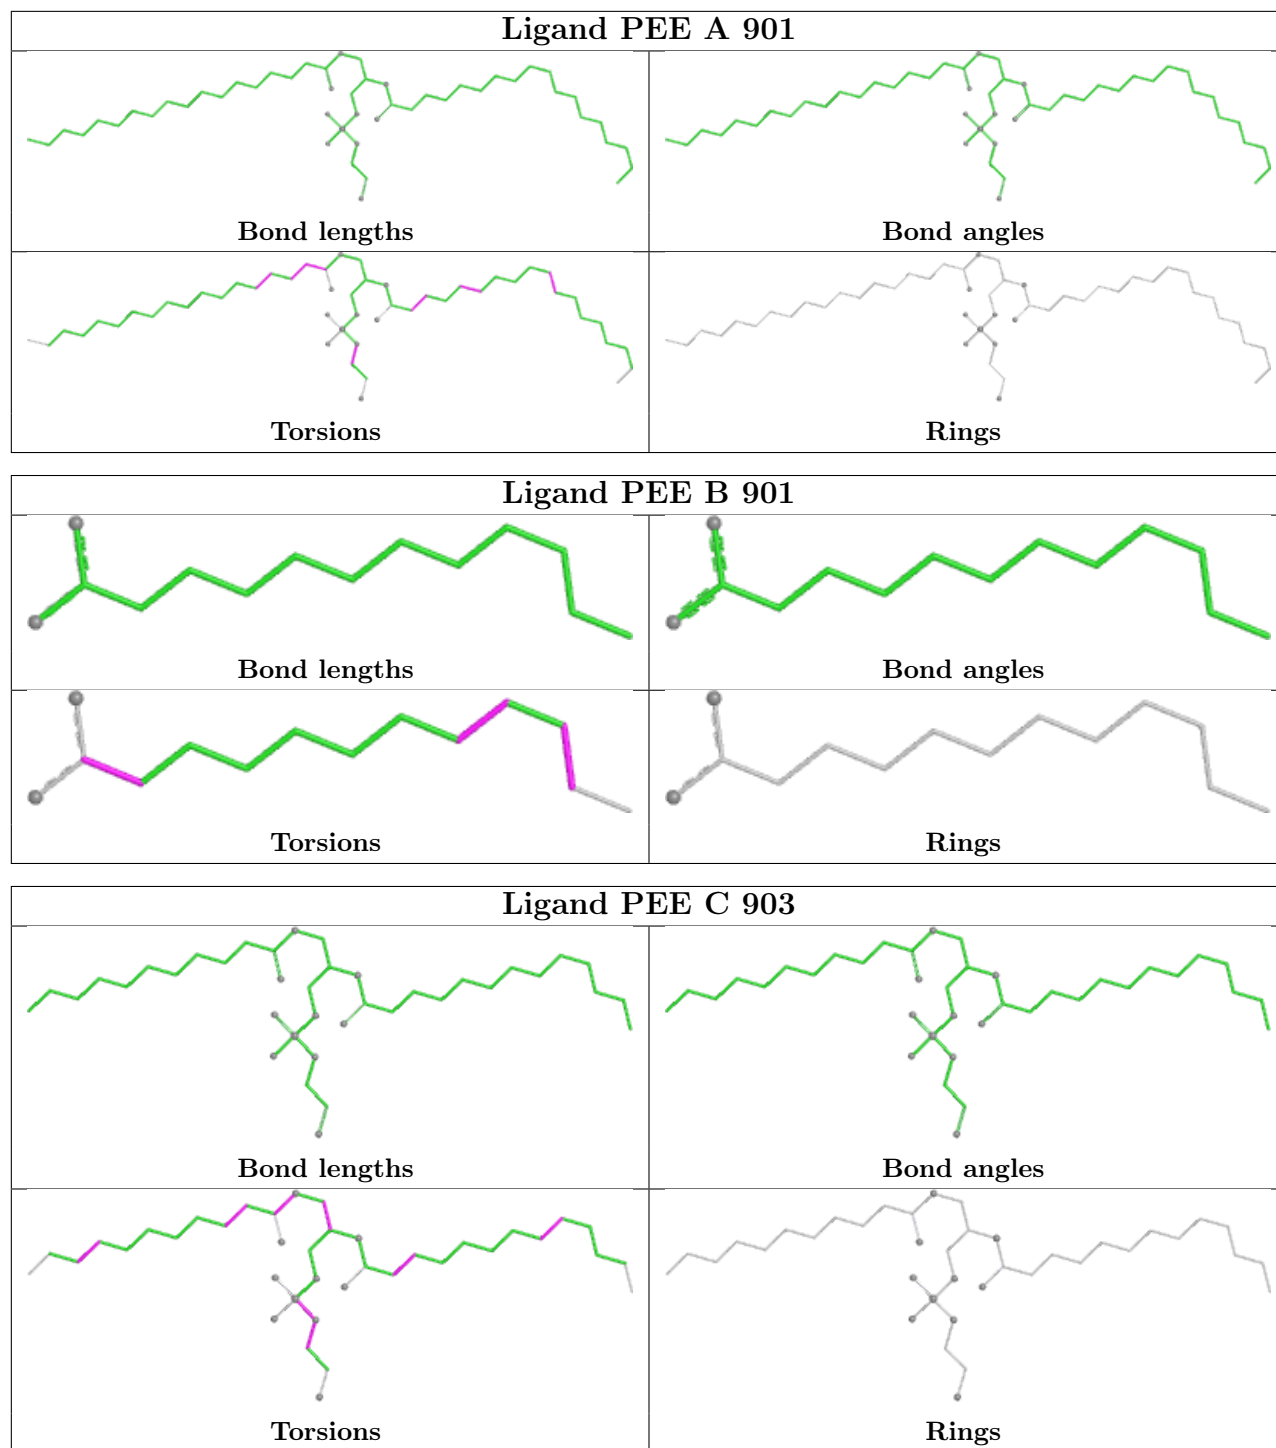 Ligand PEE A 901
Bond lengths
Bond angles
Torsions
Rings
Ligand PEE B 901
Bond lengths
Bond angles
Torsions
Rings
Ligand PEE C 903
Bond lengths
Bond angles
Torsions
Rings